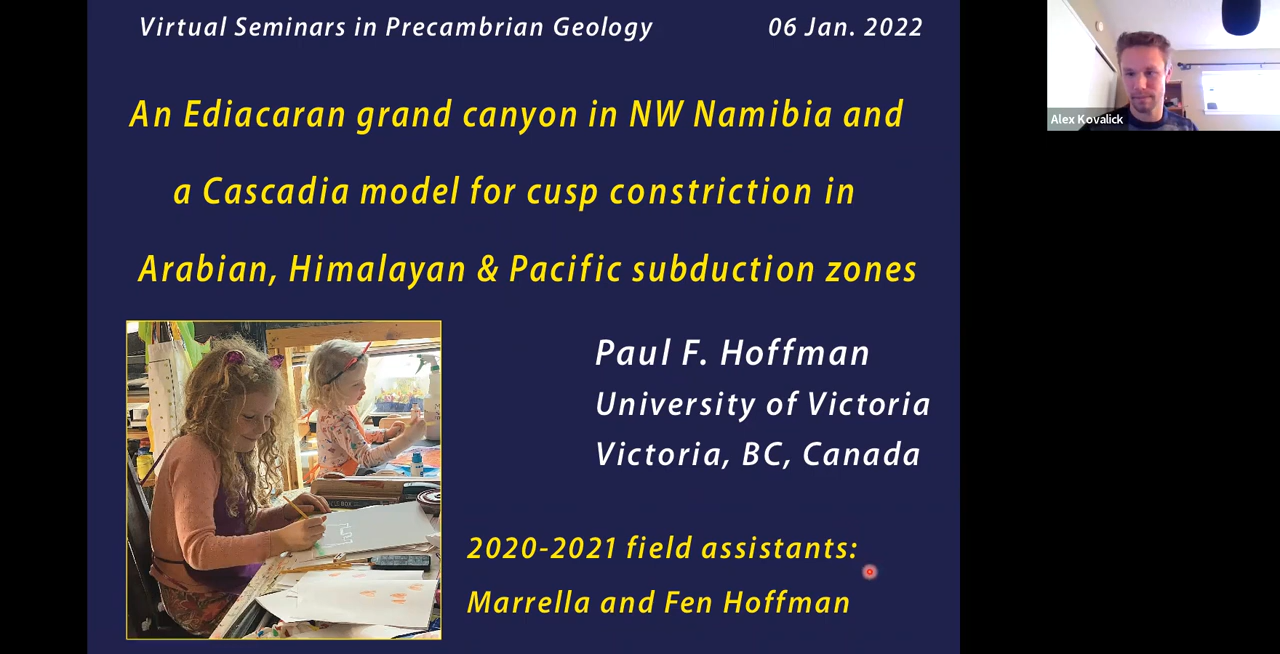 Virtual Seminars in Precambrian Geology 06 Jan. 2022
An Ediacaran grand canyon in NW Namibia and
a Cascadia model for cusp constriction in
Arabian, Himalayan & Pacific subduction zones
Paul F. Hoffman
University of Victoria
Victoria, BC, Canada
2020-2021 field assistants:
Marrella and Fen Hoffman
Alex Kovalick